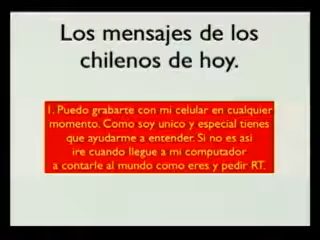 Los mensajes de los
chilenos de hoy.
1. Puedo grabarte con mi celular en cualquier
momento. Como soy unico y especial tienes
que ayudarme a entender. Si no es asi
ire cuando llegue a mi computador
a contarle al mundo como eres y pedir RT.